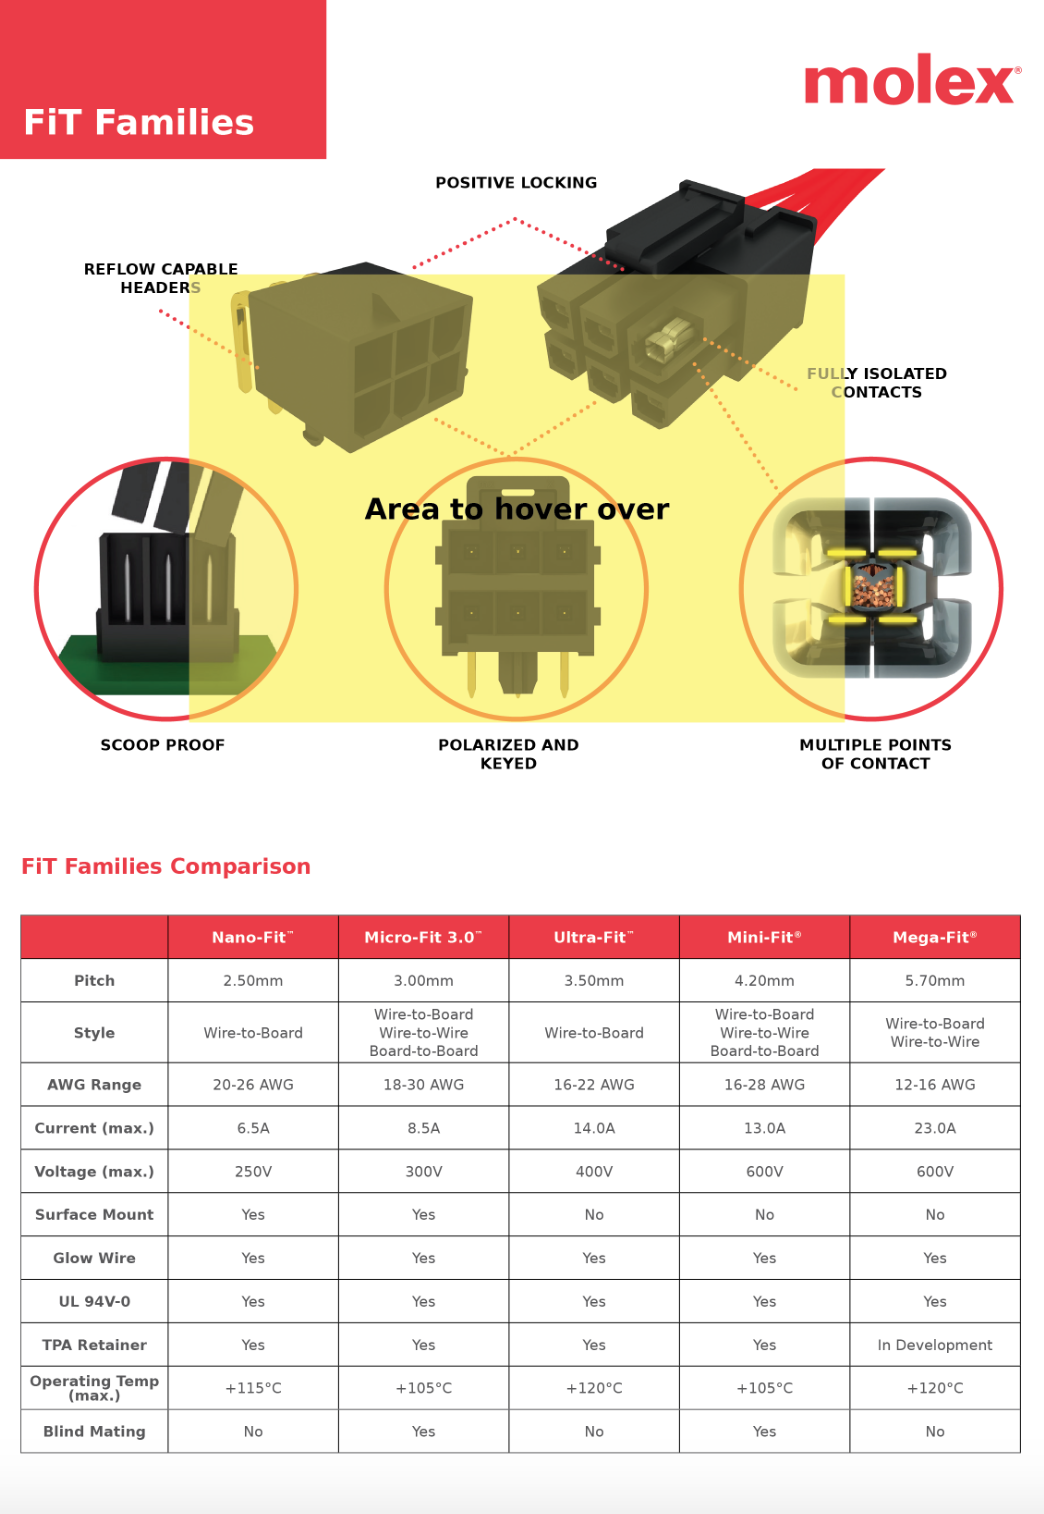 molex®
FiT Families
POSITIVE LOCKING
REFLOW CAPABLE
HEADERS
FULLY ISOLATED
CONTACTS
Area to hover over
SCOOP PROOF
POLARIZED AND
KEYED
MULTIPLE POINTS
OF CONTACT
FiT Families Comparison
Nano-Fit™ Micro-Fit 3.0™ Ultra-Fit™ Mini-Fit® Mega-Fit®
Pitch 2.50mm 3.00mm 3.50mm 4.20mm 5.70mm
Style Wire-to-Board Wire-to-Board Wire-to-Wire Board-to-Board Wire-to-Board Wire-to-Board Wire-to-Wire Board-to-Board Wire-to-Board Wire-to-Wire
AWG Range 20-26 AWG 18-30 AWG 16-22 AWG 16-28 AWG 12-16 AWG
Current (max.) 6.5A 8.5A 14.0A 13.0A 23.0A
Voltage (max.) 250V 300V 400V 600V 600V
Surface Mount Yes Yes No No No
Glow Wire Yes Yes Yes Yes Yes
UL 94V-0 Yes Yes Yes Yes Yes
TPA Retainer Yes Yes Yes Yes In Development
Operating Temp (max.) +115°C +105°C +120°C +105°C +120°C
Blind Mating No Yes No Yes No